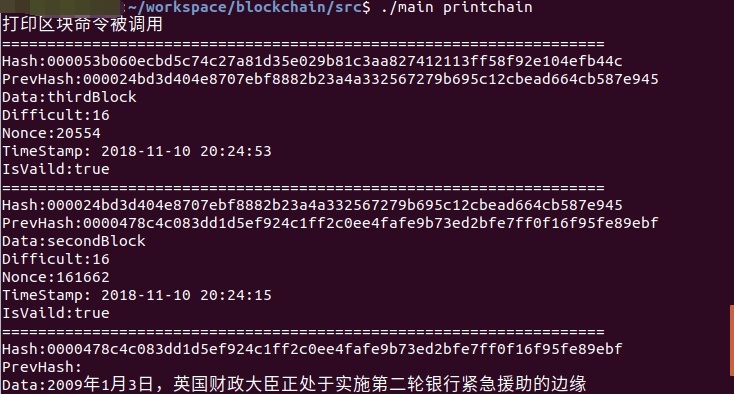 :~/workspace/blockchain/src$ ./main printchain
打印区块命令被调用
===================================================================
Hash:000053b060ecbd5c74c27a81d35e029b81c3aa827412113ff58f92e104efb44c
PrevHash:000024bd3d404e8707ebf8882b23a4a332567279b695c12cbead664cb587e945
Data:thirdBlock
Difficult:16
Nonce:20554
TimeStamp: 2018-11-10 20:24:53
IsVaild:true
===================================================================
Hash:000024bd3d404e8707ebf8882b23a4a332567279b695c12cbead664cb587e945
PrevHash:0000478c4c083dd1d5ef924c1ff2c0ee4fafe9b73ed2bfe7ff0f16f95fe89ebf
Data:secondBlock
Difficult:16
Nonce:161662
TimeStamp: 2018-11-10 20:24:15
IsVaild:true
===================================================================
Hash:0000478c4c083dd1d5ef924c1ff2c0ee4fafe9b73ed2bfe7ff0f16f95fe89ebf
PrevHash:
Data:2009年1月3日，英国财政大臣正处于实施第二轮银行紧急援助的边缘